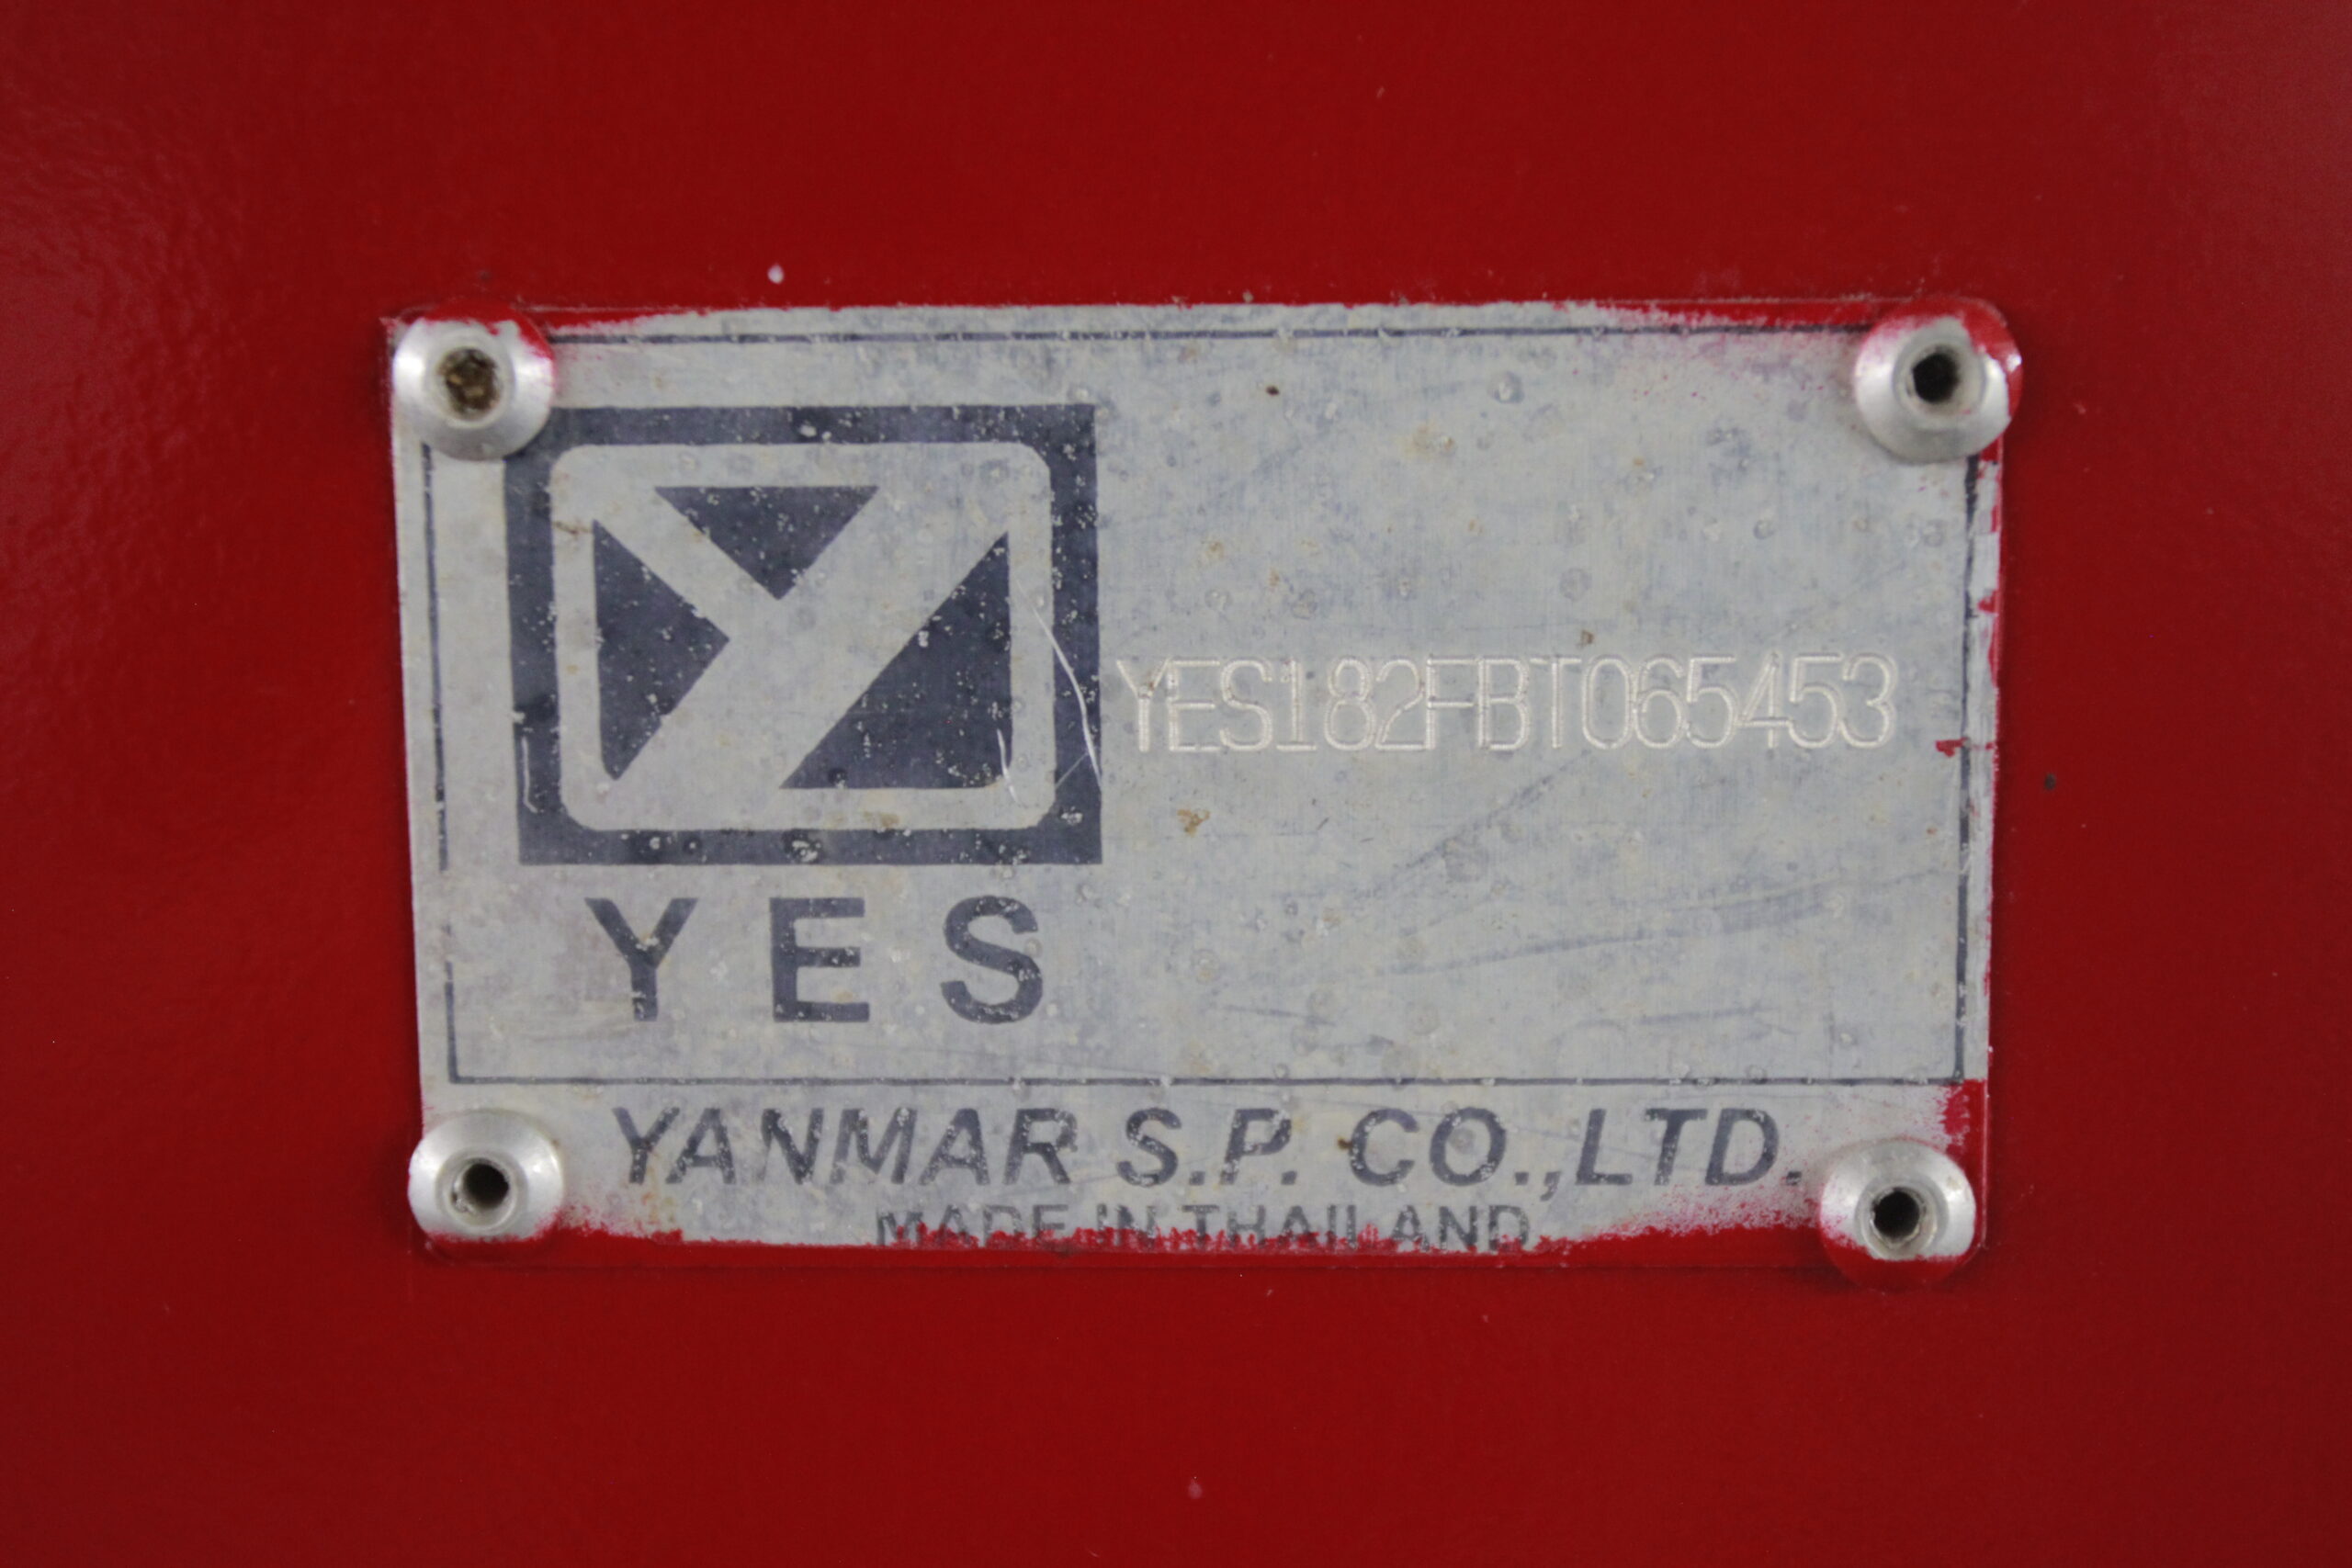 YES182FBT065453
YES
YANMAR S.P. CO.,LTD.
MADE IN THAILAND